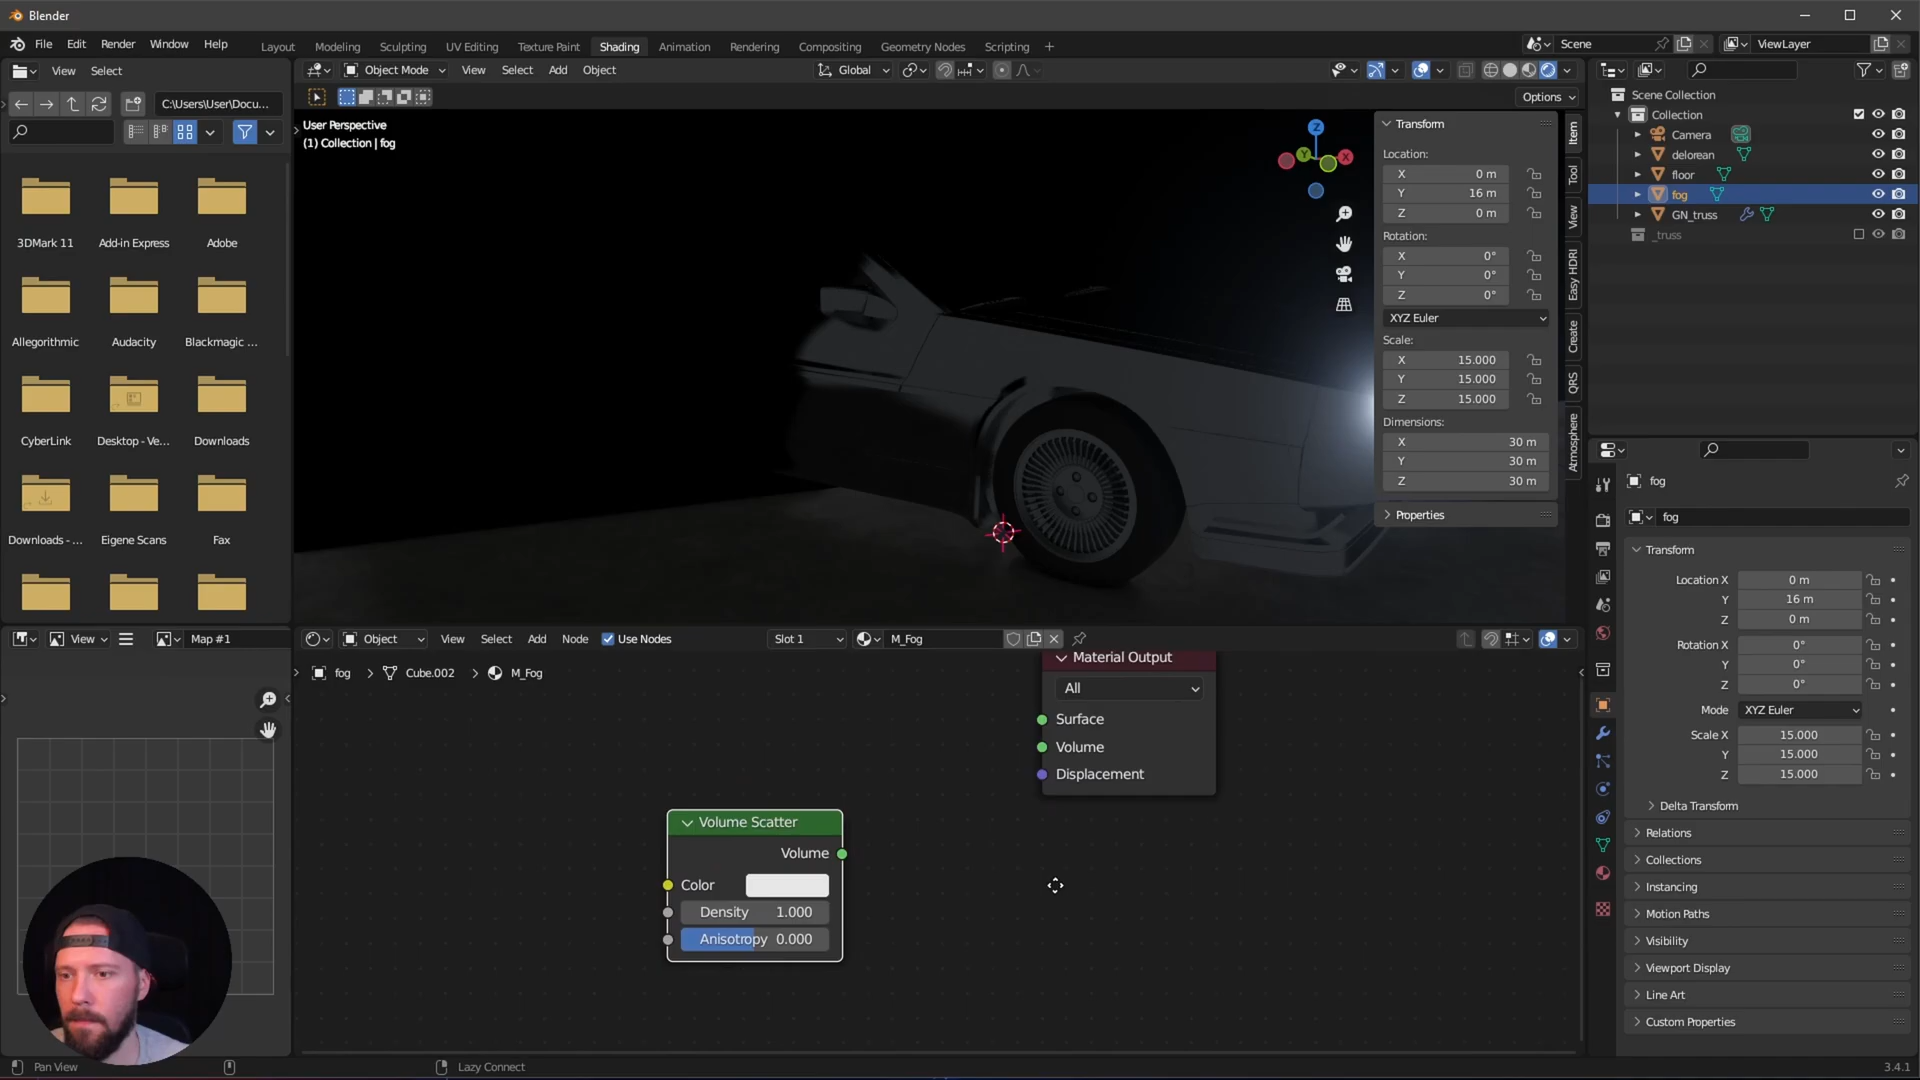 Blender
File Edit Render Window Help
Layout Modeling Sculpting UV Editing Texture Paint Shading Animation Rendering Compositing Geometry Nodes Scripting +
Scene
ViewLayer
View Select
Object Mode View Select Add Object
Global
C:\Users\User\Docu...
Options
User Perspective
(1) Collection | fog
3DMark 11
Add-in Express
Adobe
Allegorithmic
Audacity
Blackmagic ...
CyberLink
Desktop - Ve...
Downloads
Downloads - ...
Eigene Scans
Fax
Z
Y
X
Transform
Location:
X 0 m
Y 16 m
Z 0 m
Rotation:
X 0°
Y 0°
Z 0°
XYZ Euler
Scale:
X 15.000
Y 15.000
Z 15.000
Dimensions:
X 30 m
Y 30 m
Z 30 m
Properties
Item
Tool
View
Easy HDRI
Create
QRS
Atmosphere
Scene Collection
Collection
Camera
delorean
floor
fog
GN_truss
_truss
fog
fog
Transform
Location X 0 m
Y 16 m
Z 0 m
Rotation X 0°
Y 0°
Z 0°
Mode XYZ Euler
Scale X 15.000
Y 15.000
Z 15.000
Delta Transform
Relations
Collections
Instancing
Motion Paths
Visibility
Viewport Display
Line Art
Custom Properties
View
Map #1
Object View Select Add Node Use Nodes Slot 1 M_Fog
fog > Cube.002 > M_Fog
Material Output
All
Surface
Volume
Displacement
Volume Scatter
Volume
Color
Density 1.000
Anisotropy 0.000
Pan View
Lazy Connect
3.4.1